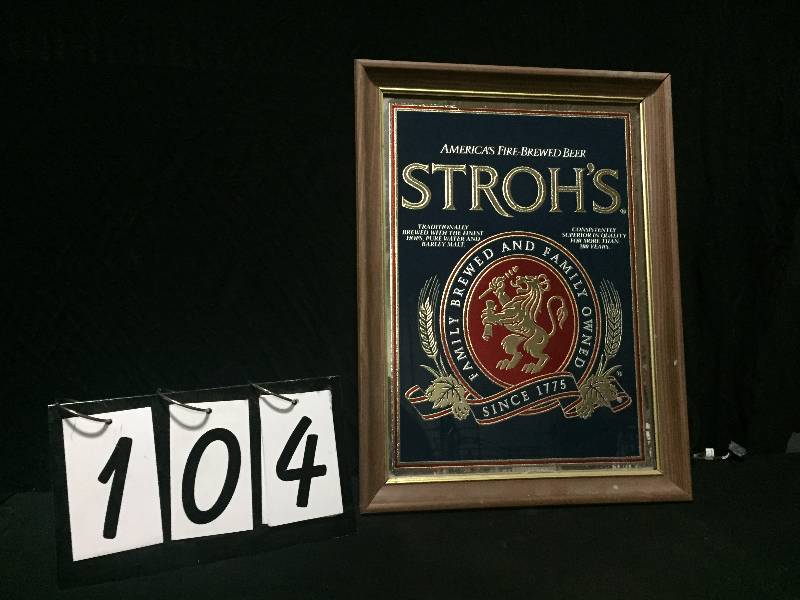 AMERICA'S FIRE-BREWED BEER
STROH'S
TRADITIONALLY
BREWED WITH THE FINEST
HOPS, PURE WATER AND
BARLEY MALT.
CONSISTENTLY
SUPERIOR IN QUALITY
FOR MORE THAN
200 YEARS.
FAMILY BREWED AND FAMILY OWNED
SINCE 1775
104